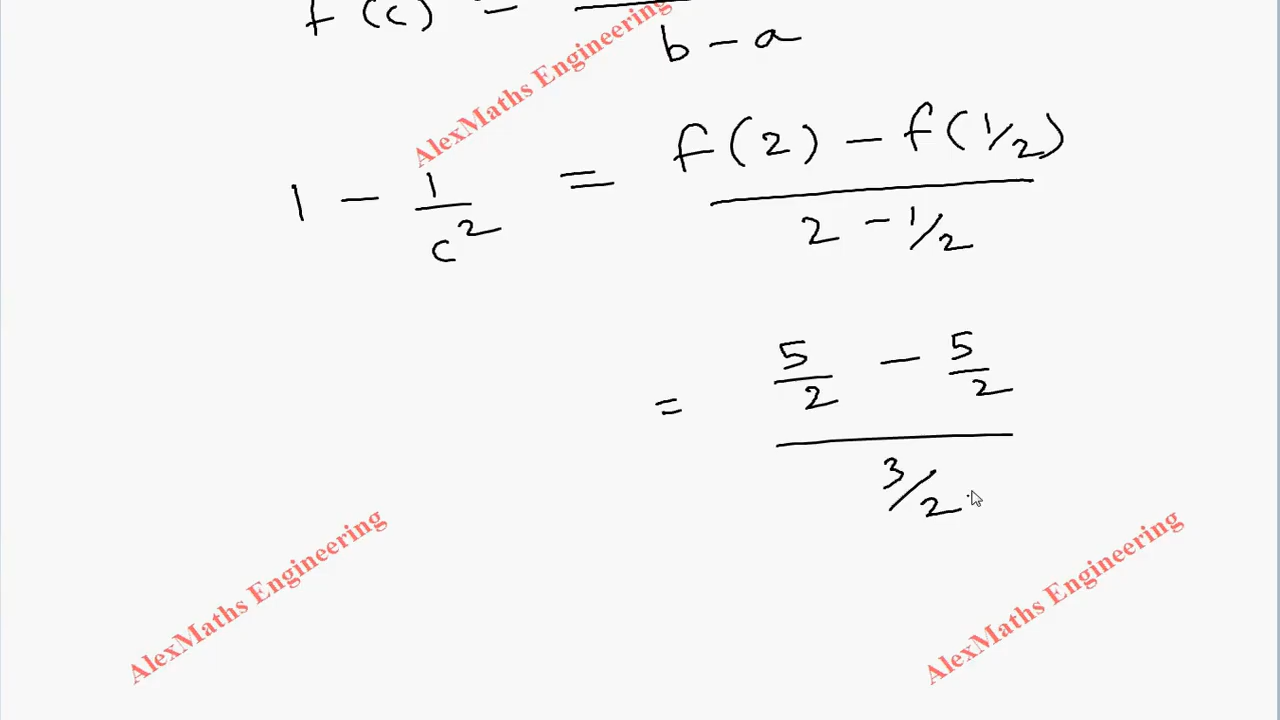 f(c) =
b - a
1 - 1/c² = f(2) - f(1/2) / 2 - 1/2
= 5/2 - 5/2 / 3/2
AlexMaths Engineering
AlexMaths Engineering
AlexMaths Engineering